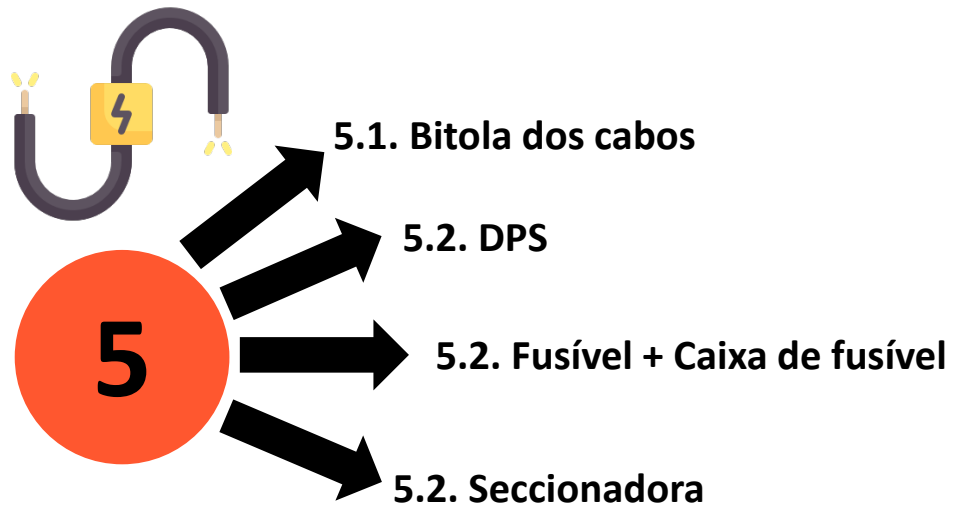 5.1. Bitola dos cabos
5.2. DPS
5
5.2. Fusível + Caixa de fusível
5.2. Seccionadora